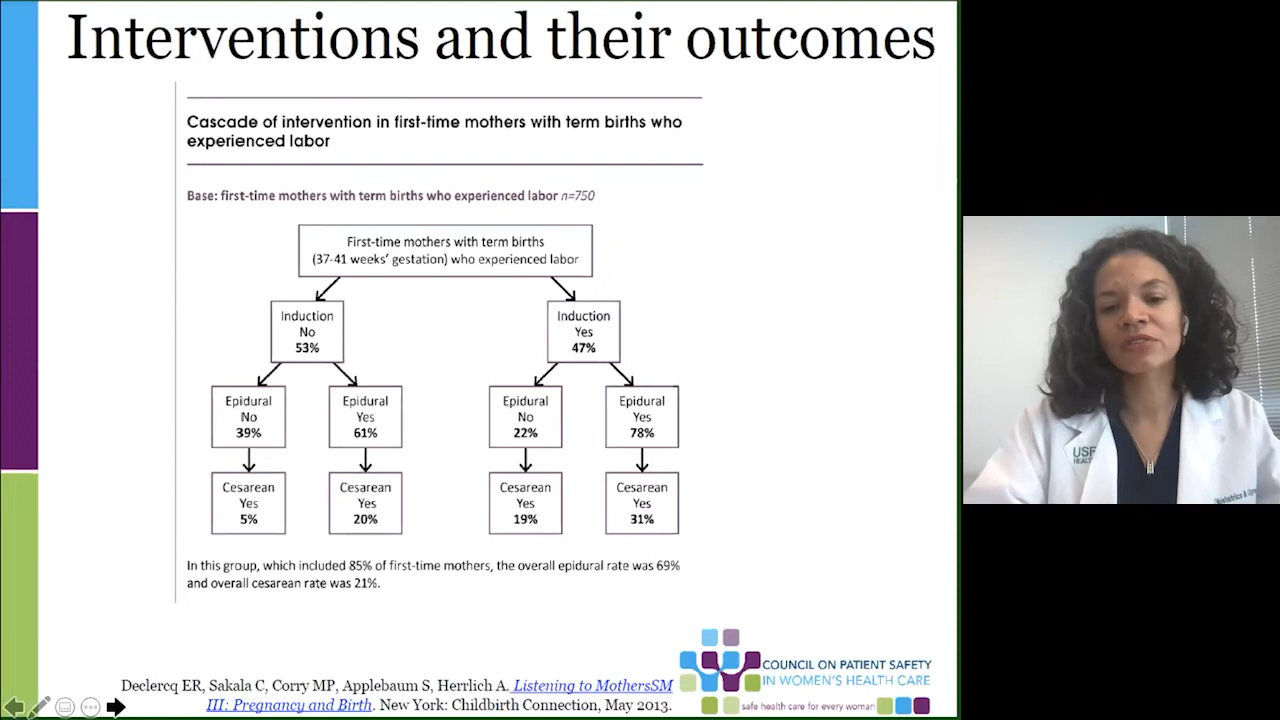 Interventions and their outcomes
Cascade of intervention in first-time mothers with term births who
experienced labor
Base: first-time mothers with term births who experienced labor n=750
First-time mothers with term births
(37-41 weeks' gestation) who experienced labor
Induction
No
53%
Induction
Yes
47%
Epidural
No
39%
Epidural
Yes
61%
Epidural
No
22%
Epidural
Yes
78%
Cesarean
Yes
5%
Cesarean
Yes
20%
Cesarean
Yes
19%
Cesarean
Yes
31%
In this group, which included 85% of first-time mothers, the overall epidural rate was 69%
and overall cesarean rate was 21%.
Declercq ER, Sakala C, Corry MP, Applebaum S, Herrlich A. Listening to MothersSM
III: Pregnancy and Birth. New York: Childbirth Connection, May 2013.
COUNCIL ON PATIENT SAFETY
IN WOMEN'S HEALTH CARE
safe health care for every woman
USF
HEALTH